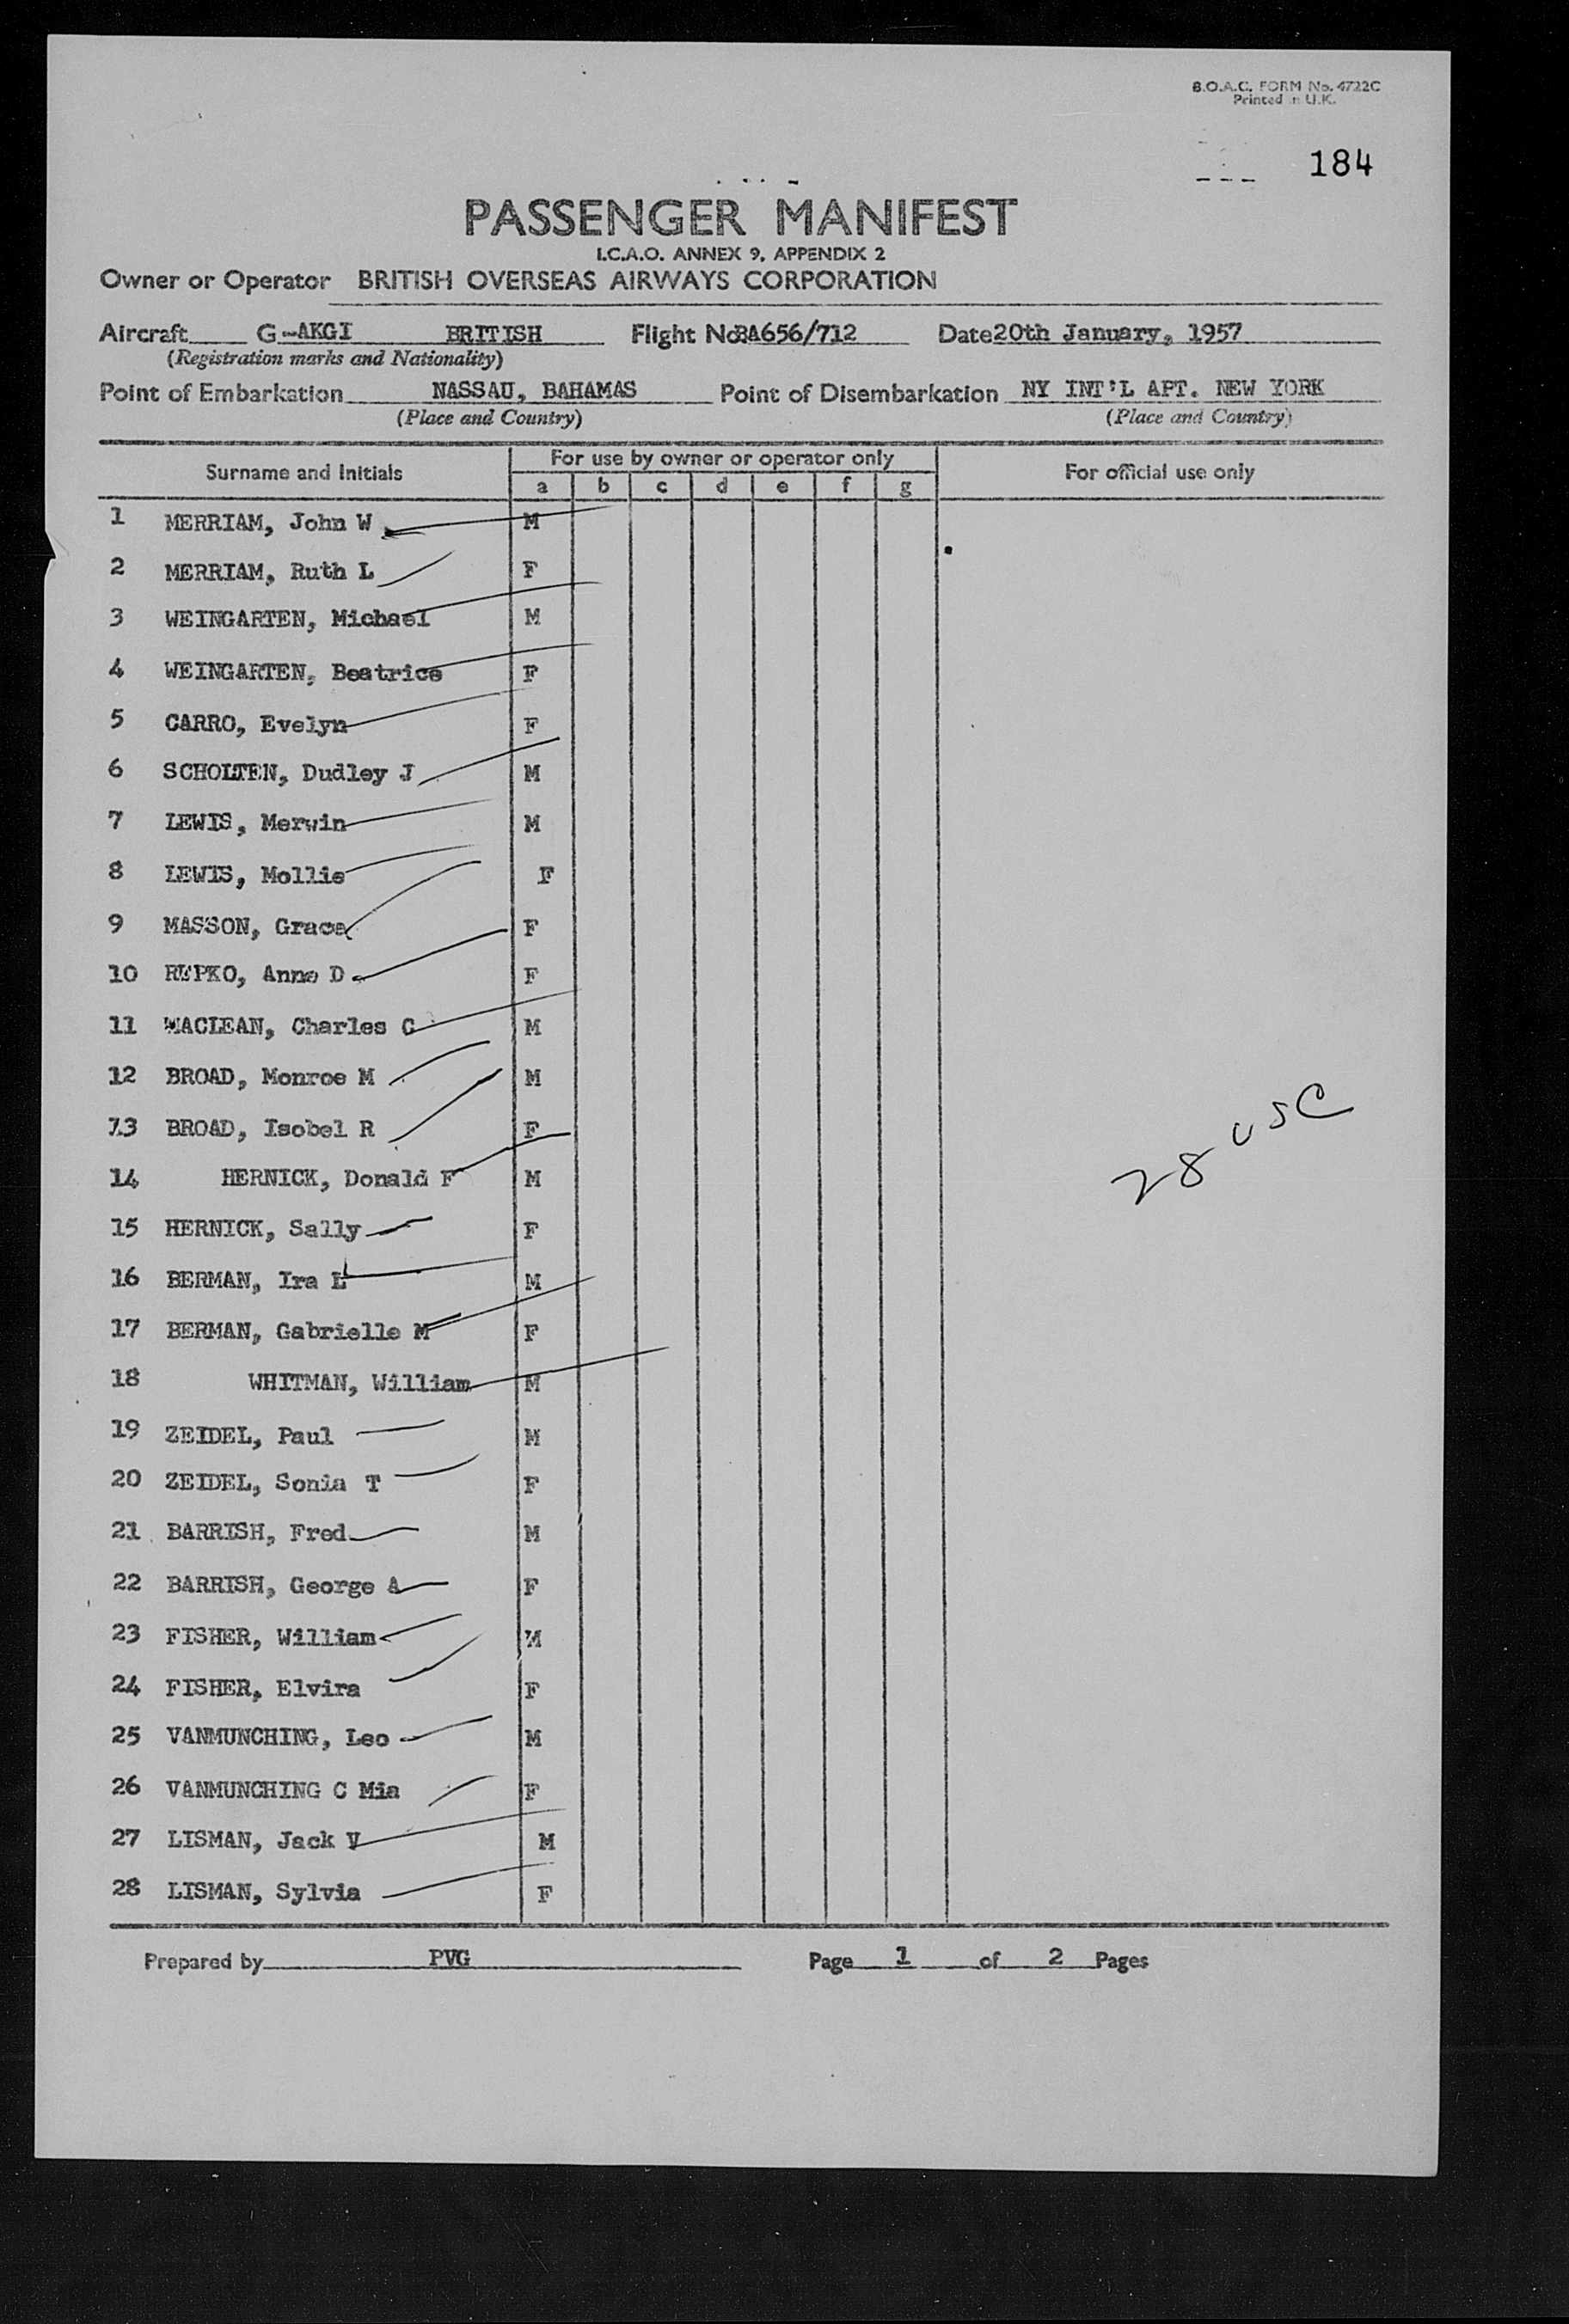 B.O.A.C. FORM No. 4722C
Printed in U.K.
184
PASSENGER MANIFEST
I.C.A.O. ANNEX 9, APPENDIX 2
Owner or Operator BRITISH OVERSEAS AIRWAYS CORPORATION
Aircraft G-AKGI BRITISH Flight No. BA656/712 Date 20th January, 1957
(Registration marks and Nationality)
Point of Embarkation NASSAU, BAHAMAS Point of Disembarkation NY INT'L APT. NEW YORK
(Place and Country) (Place and Country)
Surname and Initials For use by owner or operator only For official use only
a b c d e f g
1 MERRIAM, John W M
2 MERRIAM, Ruth L F
3 WEINGARTEN, Michael M
4 WEINGARTEN, Beatrice F
5 CARRO, Evelyn F
6 SCHOLTEN, Dudley J M
7 LEWIS, Merwin M
8 LEWIS, Mollie F
9 MASSON, Grace F
10 REPKO, Anne D F
11 MACLEAN, Charles C M
12 BROAD, Monroe M M
13 BROAD, Isobel R F
14 HERNICK, Donald F M
15 HERNICK, Sally F
16 BERMAN, Ira L M
17 BERMAN, Gabrielle M F
18 WHITMAN, William M
19 ZEIDEL, Paul M
20 ZEIDEL, Sonia T F
21 BARRISH, Fred M
22 BARRISH, George A F
23 FISHER, William M
24 FISHER, Elvira F
25 VANMUNCHING, Leo M
26 VANMUNCHING C Mia F
27 LISMAN, Jack V M
28 LISMAN, Sylvia F
28 USC
Prepared by PVG Page 1 of 2 Pages